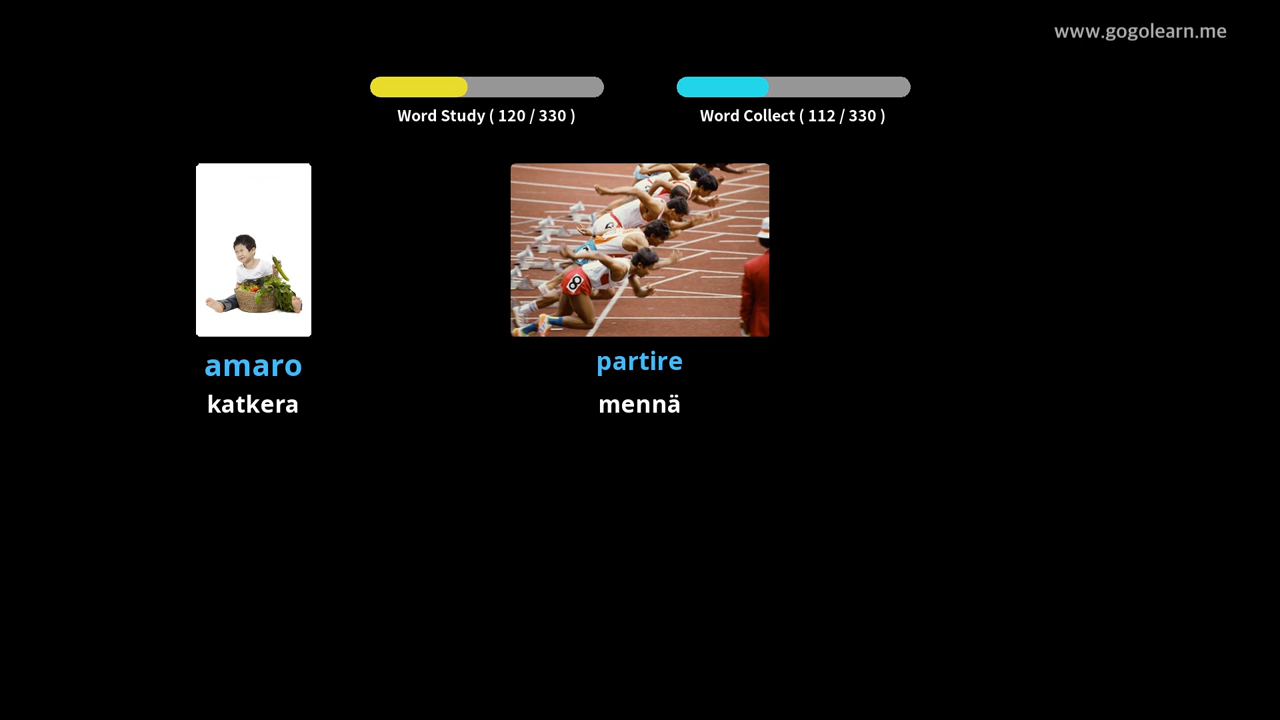 www.gogolearn.me
Word Study ( 120 / 330 )
Word Collect ( 112 / 330 )
amaro
katkera
partire
mennä